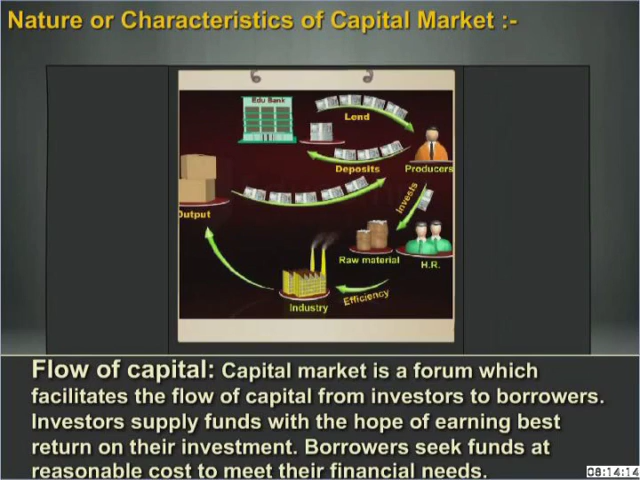 Nature or Characteristics of Capital Market :-
Edu Bank
Lend
Deposits
Producers
Invests
Output
Raw material
H.R.
Industry
Efficiency
Flow of capital: Capital market is a forum which
facilitates the flow of capital from investors to borrowers.
Investors supply funds with the hope of earning best
return on their investment. Borrowers seek funds at
reasonable cost to meet their financial needs.
08:14:14